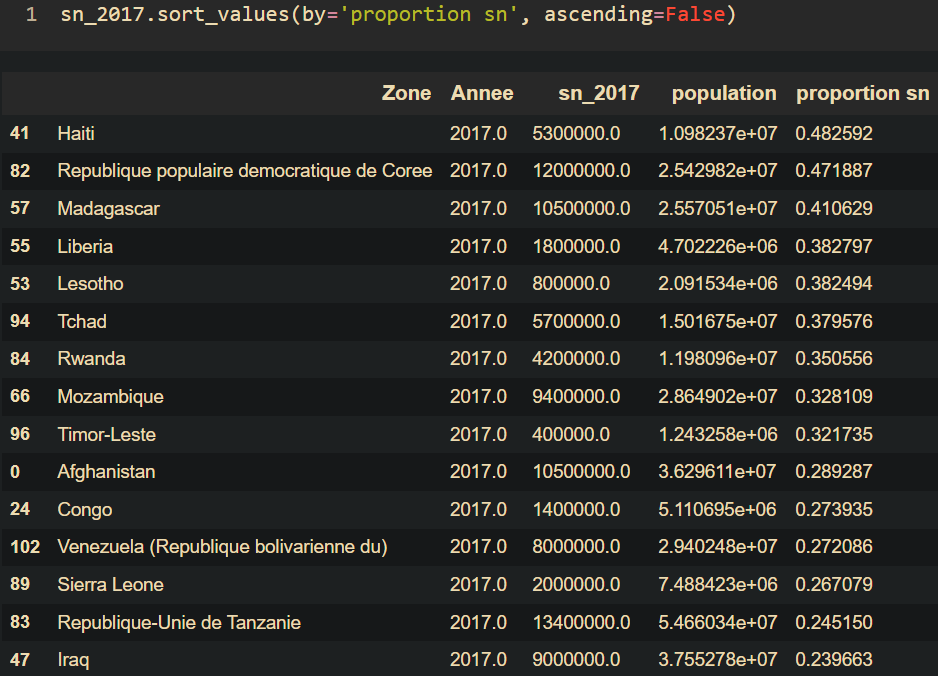 1 sn_2017.sort_values(by='proportion sn', ascending=False)
Zone Annee sn_2017 population proportion sn
41 Haiti 2017.0 5300000.0 1.098237e+07 0.482592
82 Republique populaire democratique de Coree 2017.0 12000000.0 2.542982e+07 0.471887
57 Madagascar 2017.0 10500000.0 2.557051e+07 0.410629
55 Liberia 2017.0 1800000.0 4.702226e+06 0.382797
53 Lesotho 2017.0 800000.0 2.091534e+06 0.382494
94 Tchad 2017.0 5700000.0 1.501675e+07 0.379576
84 Rwanda 2017.0 4200000.0 1.198096e+07 0.350556
66 Mozambique 2017.0 9400000.0 2.864902e+07 0.328109
96 Timor-Leste 2017.0 400000.0 1.243258e+06 0.321735
0 Afghanistan 2017.0 10500000.0 3.629611e+07 0.289287
24 Congo 2017.0 1400000.0 5.110695e+06 0.273935
102 Venezuela (Republique bolivarienne du) 2017.0 8000000.0 2.940248e+07 0.272086
89 Sierra Leone 2017.0 2000000.0 7.488423e+06 0.267079
83 Republique-Unie de Tanzanie 2017.0 13400000.0 5.466034e+07 0.245150
47 Iraq 2017.0 9000000.0 3.755278e+07 0.239663